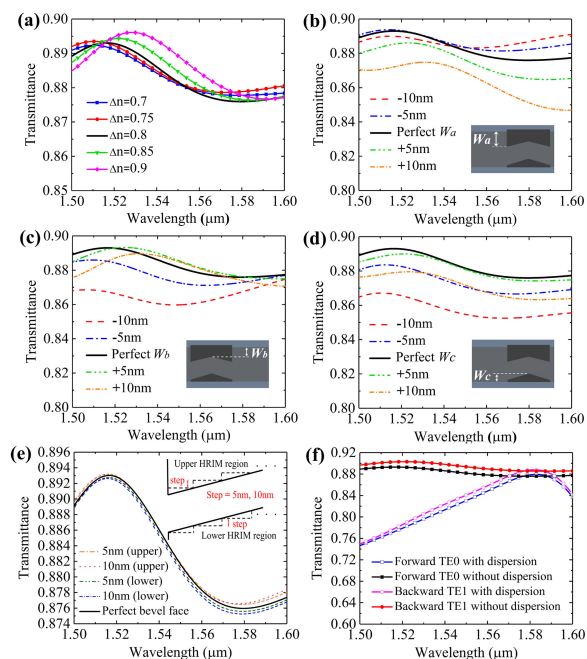 (a)
Transmittance
0.90
0.89
0.88
0.87
0.86
0.85
Δn=0.7
Δn=0.75
Δn=0.8
Δn=0.85
Δn=0.9
1.50 1.52 1.54 1.56 1.58 1.60
Wavelength (μm)
(b)
Transmittance
0.90
0.88
0.86
0.84
0.82
0.80
-10nm
-5nm
Perfect Wa
+5nm
+10nm
Wa
1.50 1.52 1.54 1.56 1.58 1.60
Wavelength (μm)
(c)
Transmittance
0.90
0.88
0.86
0.84
0.82
0.80
-10nm
-5nm
Perfect Wb
+5nm
+10nm
Wb
1.50 1.52 1.54 1.56 1.58 1.60
Wavelength (μm)
(d)
Transmittance
0.90
0.88
0.86
0.84
0.82
0.80
-10nm
-5nm
Perfect Wc
+5nm
+10nm
Wc
1.50 1.52 1.54 1.56 1.58 1.60
Wavelength (μm)
(e)
Transmittance
0.896
0.894
0.892
0.890
0.888
0.886
0.884
0.882
0.880
0.878
0.876
0.874
Upper HRIM region
step
Step = 5nm, 10nm
step
Lower HRIM region
5nm (upper)
10nm (upper)
5nm (lower)
10nm (lower)
Perfect bevel face
1.50 1.52 1.54 1.56 1.58 1.60
Wavelength (μm)
(f)
Transmittance
0.92
0.88
0.84
0.80
0.76
0.72
0.68
0.64
0.60
Forward TE0 with dispersion
Forward TE0 without dispersion
Backward TE1 with dispersion
Backward TE1 without dispersion
1.50 1.52 1.54 1.56 1.58 1.60
Wavelength (μm)